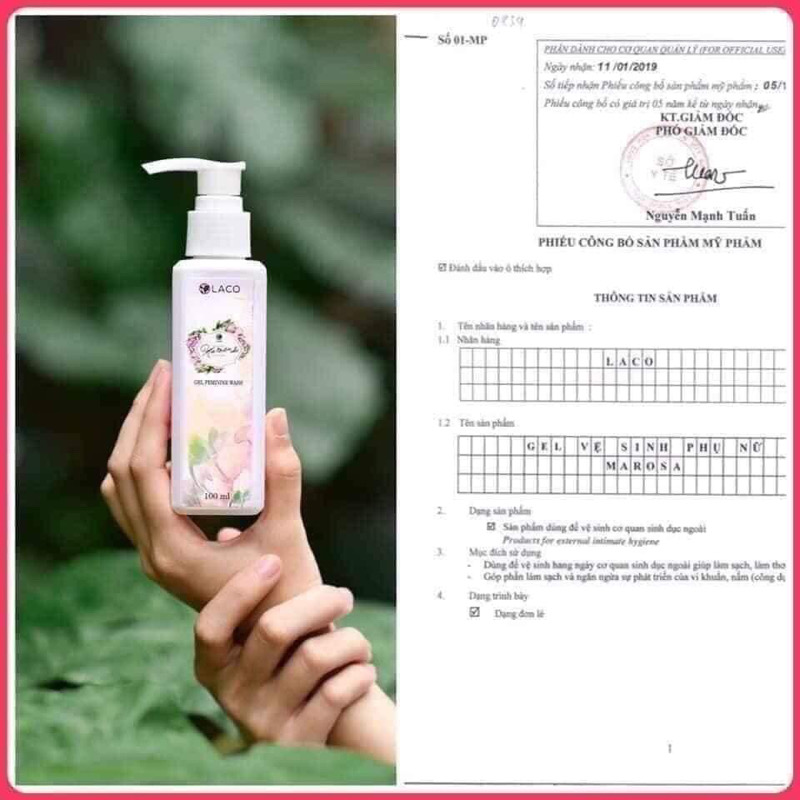 LACO
GEL FEMININE WASH
100 ml
0839
Số 01-MP
PHẦN DÀNH CHO CƠ QUAN QUẢN LÝ (FOR OFFICIAL USE)
Ngày nhận: 11/01/2019
Số tiếp nhận Phiếu công bố sản phẩm mỹ phẩm : 05/1
Phiếu công bố có giá trị 05 năm kể từ ngày nhận
KT.GIÁM ĐỐC
PHÓ GIÁM ĐỐC
SỞ
Y TẾ
Nguyễn Mạnh Tuấn
PHIẾU CÔNG BỐ SẢN PHẨM MỸ PHẨM
Đánh dấu vào ô thích hợp
THÔNG TIN SẢN PHẨM
1. Tên nhãn hàng và tên sản phẩm :
1.1 Nhãn hàng
LACO
1.2 Tên sản phẩm
GEL VỆ SINH PHỤ NỮ
MAROSA
2. Dạng sản phẩm
Sản phẩm dùng để vệ sinh cơ quan sinh dục ngoài
Products for external intimate hygiene
3. Mục đích sử dụng
- Dùng để vệ sinh hàng ngày cơ quan sinh dục ngoài giúp làm sạch, làm thơ
- Góp phần làm sạch và ngăn ngừa sự phát triển của vi khuẩn, nấm (công dụ
4. Dạng trình bày
Dạng đơn lẻ
1